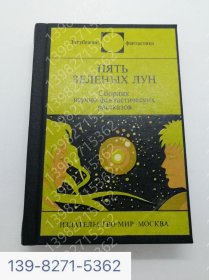 Зарубежная фантастика
ПЯТЬ
ЗЕЛЕНЫХ ЛУН
Сборник
научно-фантастических
рассказов
ИЗДАТЕЛЬСТВО·МИР·МОСКВА
139-8271-5362